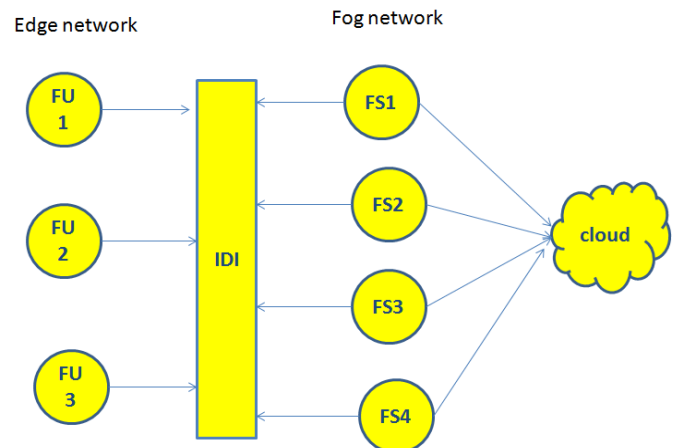 Edge network
Fog network
FU
1
FS1
FU
2
FS2
IDI
cloud
FS3
FU
3
FS4